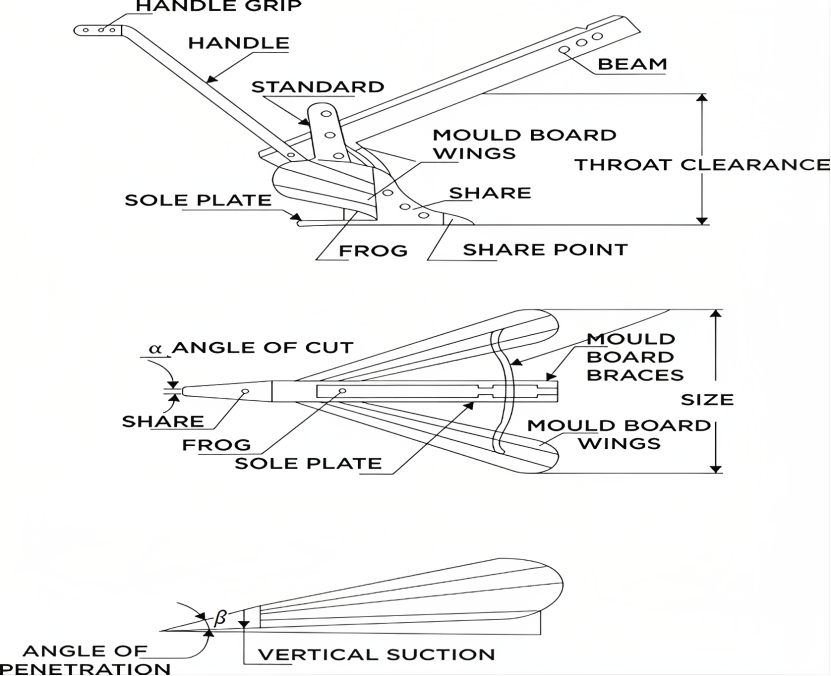 HANDLE GRIP
HANDLE
STANDARD
BEAM
MOULD BOARD
WINGS
THROAT CLEARANCE
SOLE PLATE
SHARE
FROG
SHARE POINT
α ANGLE OF CUT
MOULD
BOARD
BRACES
SIZE
SHARE
FROG
SOLE PLATE
MOULD BOARD
WINGS
β
ANGLE OF
PENETRATION
VERTICAL SUCTION